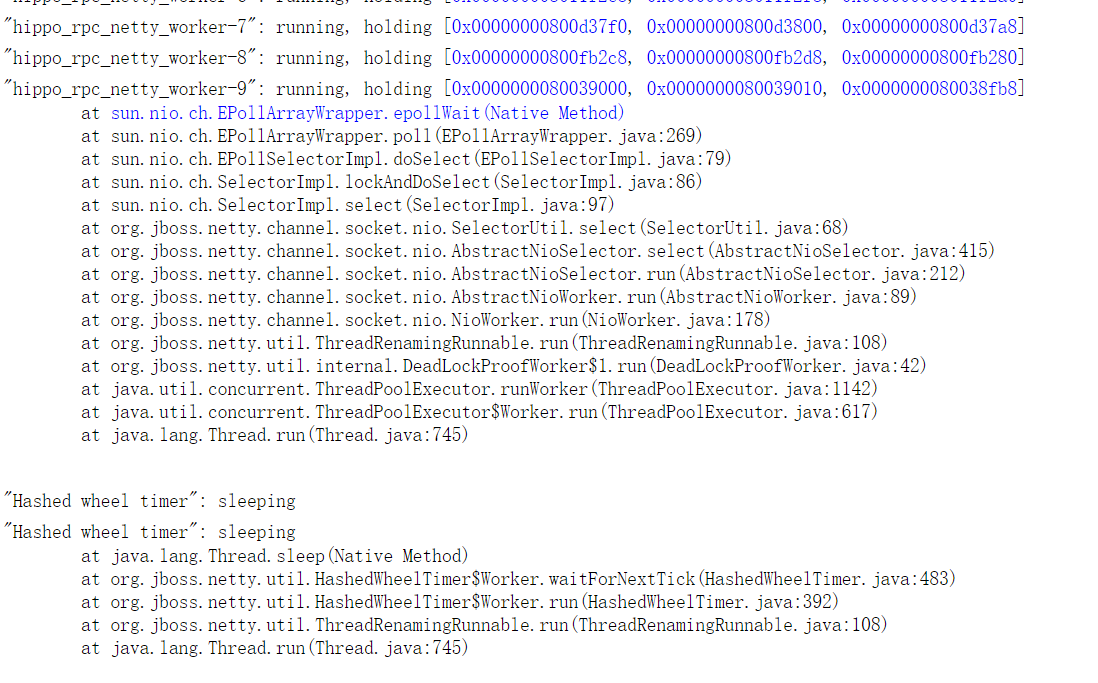 "hippo_rpc_netty_worker-7": running, holding [0x00000000800d37f0, 0x00000000800d3800, 0x00000000800d37a8]
"hippo_rpc_netty_worker-8": running, holding [0x00000000800fb2c8, 0x00000000800fb2d8, 0x00000000800fb280]
"hippo_rpc_netty_worker-9": running, holding [0x0000000080039000, 0x0000000080039010, 0x0000000080038fb8]
at sun.nio.ch.EPollArrayWrapper.epollWait(Native Method)
at sun.nio.ch.EPollArrayWrapper.poll(EPollArrayWrapper.java:269)
at sun.nio.ch.EPollSelectorImpl.doSelect(EPollSelectorImpl.java:79)
at sun.nio.ch.SelectorImpl.lockAndDoSelect(SelectorImpl.java:86)
at sun.nio.ch.SelectorImpl.select(SelectorImpl.java:97)
at org.jboss.netty.channel.socket.nio.SelectorUtil.select(SelectorUtil.java:68)
at org.jboss.netty.channel.socket.nio.AbstractNioSelector.select(AbstractNioSelector.java:415)
at org.jboss.netty.channel.socket.nio.AbstractNioSelector.run(AbstractNioSelector.java:212)
at org.jboss.netty.channel.socket.nio.AbstractNioWorker.run(AbstractNioWorker.java:89)
at org.jboss.netty.channel.socket.nio.NioWorker.run(NioWorker.java:178)
at org.jboss.netty.util.ThreadRenamingRunnable.run(ThreadRenamingRunnable.java:108)
at org.jboss.netty.util.internal.DeadLockProofWorker$1.run(DeadLockProofWorker.java:42)
at java.util.concurrent.ThreadPoolExecutor.runWorker(ThreadPoolExecutor.java:1142)
at java.util.concurrent.ThreadPoolExecutor$Worker.run(ThreadPoolExecutor.java:617)
at java.lang.Thread.run(Thread.java:745)
"Hashed wheel timer": sleeping
"Hashed wheel timer": sleeping
at java.lang.Thread.sleep(Native Method)
at org.jboss.netty.util.HashedWheelTimer$Worker.waitForNextTick(HashedWheelTimer.java:483)
at org.jboss.netty.util.HashedWheelTimer$Worker.run(HashedWheelTimer.java:392)
at org.jboss.netty.util.ThreadRenamingRunnable.run(ThreadRenamingRunnable.java:108)
at java.lang.Thread.run(Thread.java:745)